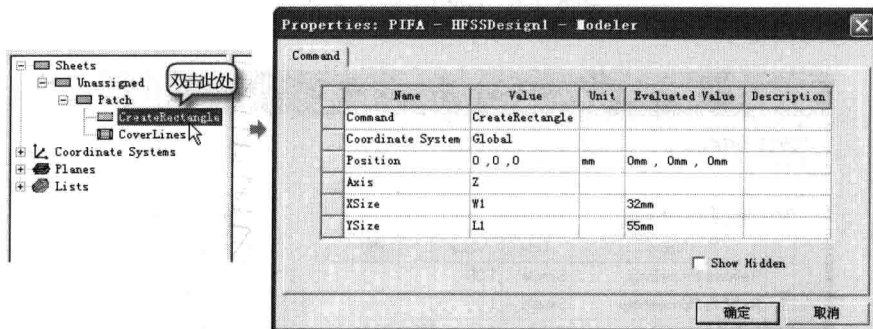 Sheets
Unassigned
Patch
CreateRectangle
CoverLines
Coordinate Systems
Planes
Lists
双击此处
Properties: PIFA - HFSSDesign1 - Modeler
Command
Name Value Unit Evaluated Value Description
Command CreateRectangle
Coordinate System Global
Position 0 ,0 ,0 mm 0mm , 0mm , 0mm
Axis Z
XSize W1 32mm
YSize L1 55mm
Show Hidden
确定 取消